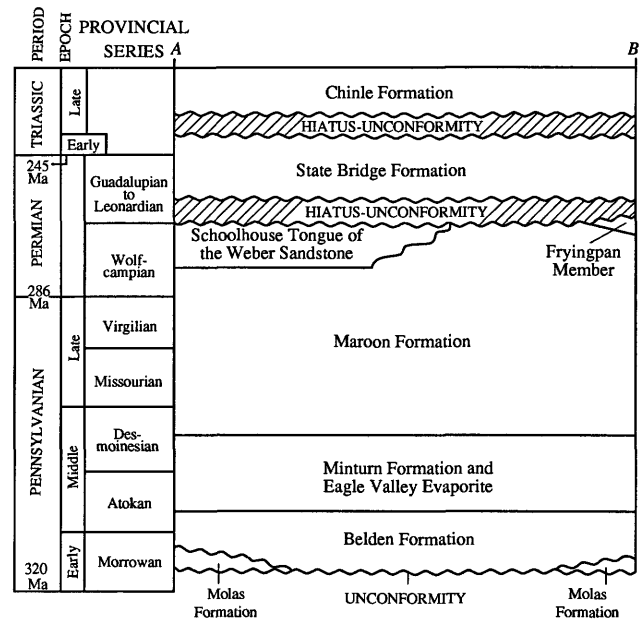 PERIOD
EPOCH
PROVINCIAL
SERIES
A
B
TRIASSIC
Late
Early
Chinle Formation
HIATUS-UNCONFORMITY
245
Ma
PERMIAN
Guadalupian
to
Leonardian
State Bridge Formation
HIATUS-UNCONFORMITY
Wolf-
campian
Schoolhouse Tongue of
the Weber Sandstone
Fryingpan
Member
286
Ma
PENNSYLVANIAN
Late
Virgilian
Missourian
Maroon Formation
Middle
Des-
moinesian
Atokan
Minturn Formation and
Eagle Valley Evaporite
Early
Morrowan
Belden Formation
320
Ma
Molas
Formation
UNCONFORMITY
Molas
Formation